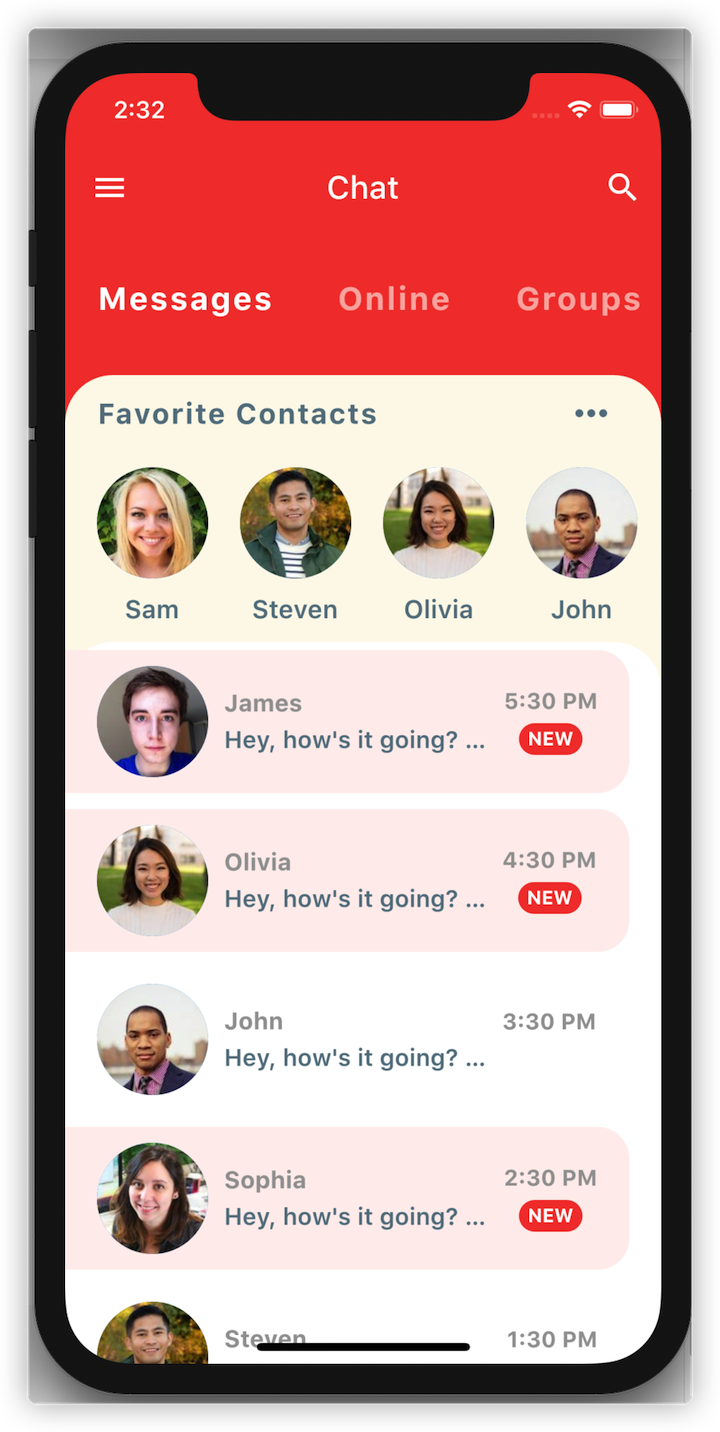 2:32
Chat
Messages Online Groups
Favorite Contacts
Sam Steven Olivia John
James 5:30 PM
Hey, how's it going? ... NEW
Olivia 4:30 PM
Hey, how's it going? ... NEW
John 3:30 PM
Hey, how's it going? ...
Sophia 2:30 PM
Hey, how's it going? ... NEW
Steven 1:30 PM